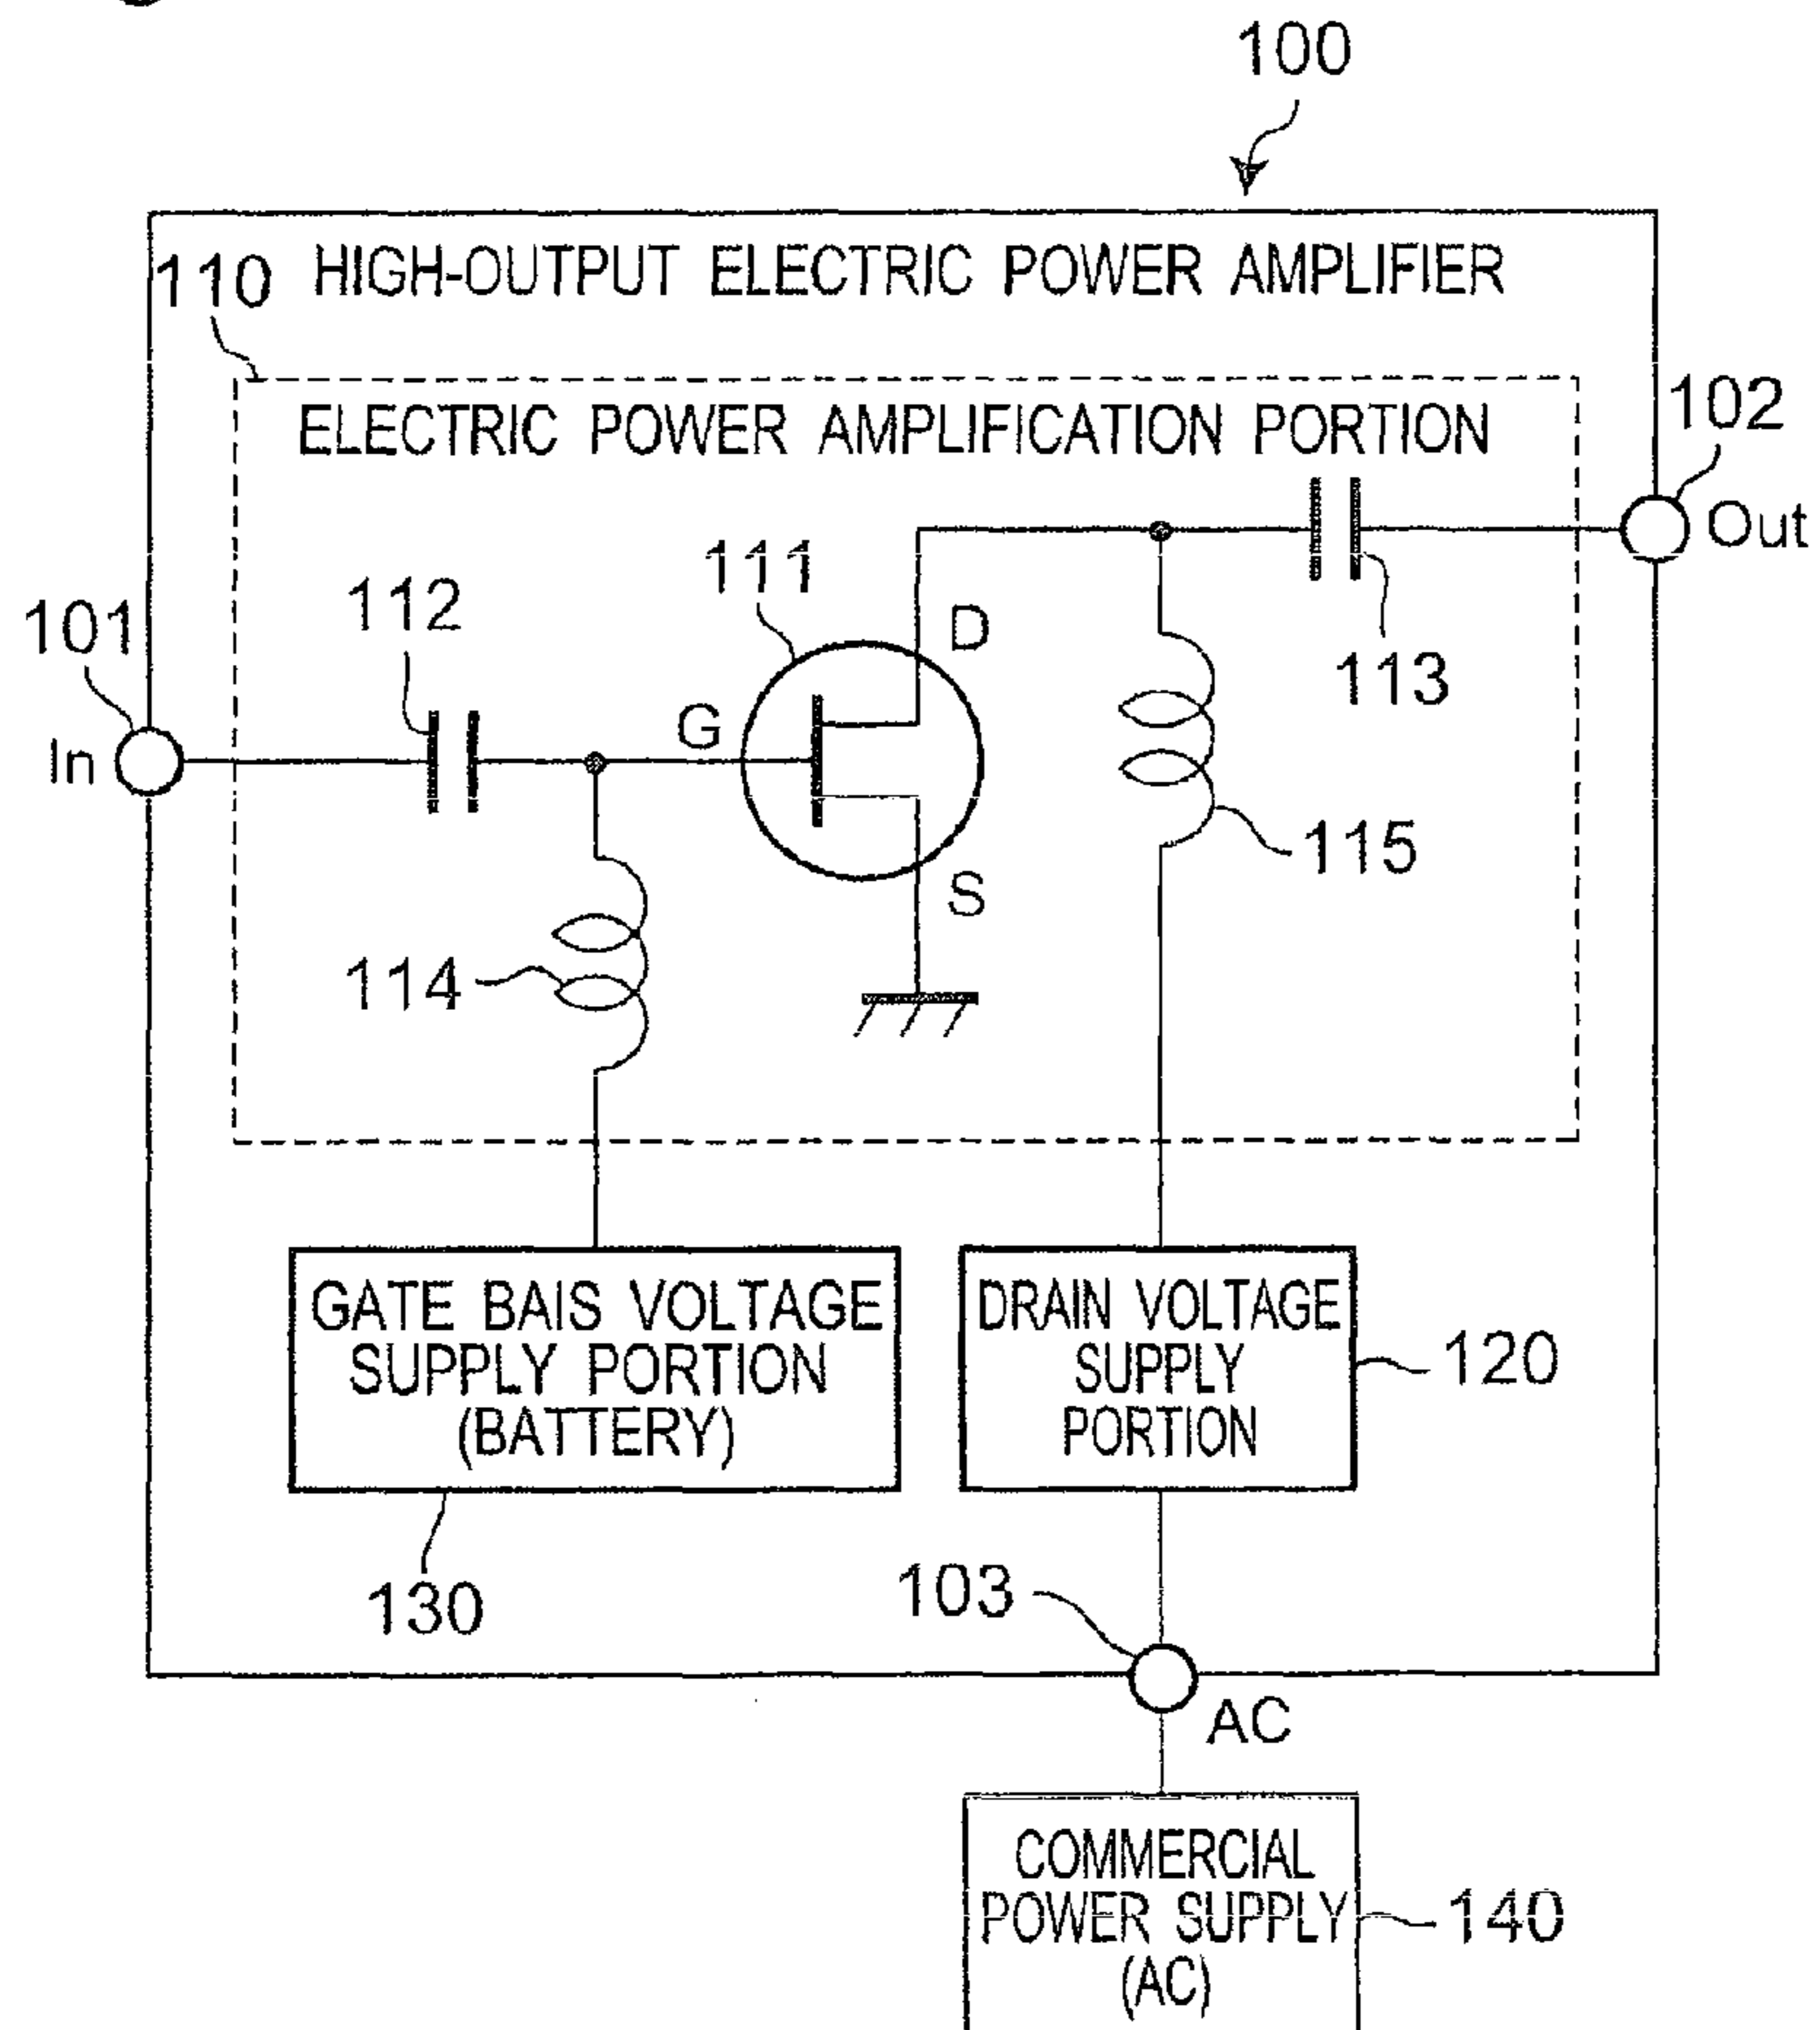 100
110
HIGH-OUTPUT ELECTRIC POWER AMPLIFIER
ELECTRIC POWER AMPLIFICATION PORTION
102
Out
111
112
101
D
113
In
G
115
S
114
GATE BAIS VOLTAGE
SUPPLY PORTION
(BATTERY)
DRAIN VOLTAGE
SUPPLY
PORTION
120
130
103
AC
COMMERCIAL
POWER SUPPLY
(AC)
140